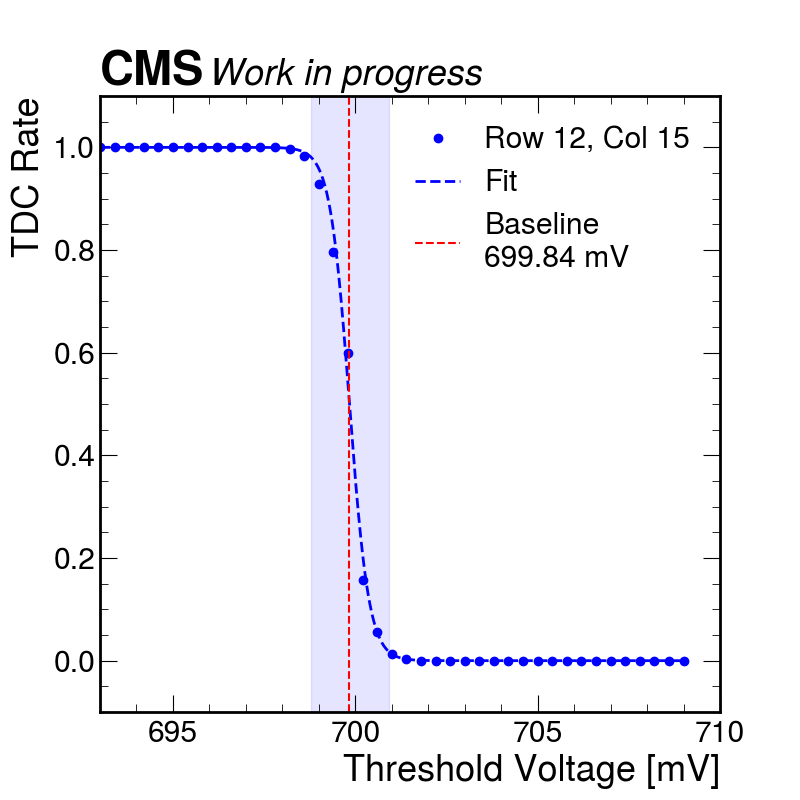 CMS Work in progress
TDC Rate
Row 12, Col 15
Fit
Baseline
699.84 mV
1.0
0.8
0.6
0.4
0.2
0.0
695 700 705 710
Threshold Voltage [mV]